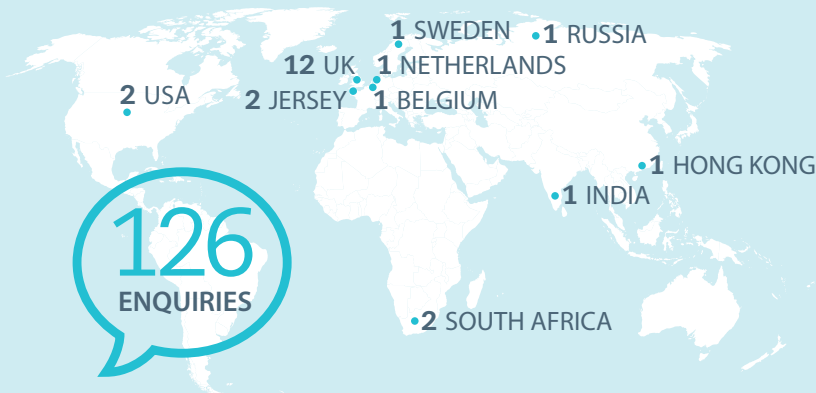 1 SWEDEN
1 RUSSIA
12 UK
1 NETHERLANDS
2 USA
2 JERSEY
1 BELGIUM
1 HONG KONG
1 INDIA
126
ENQUIRIES
2 SOUTH AFRICA